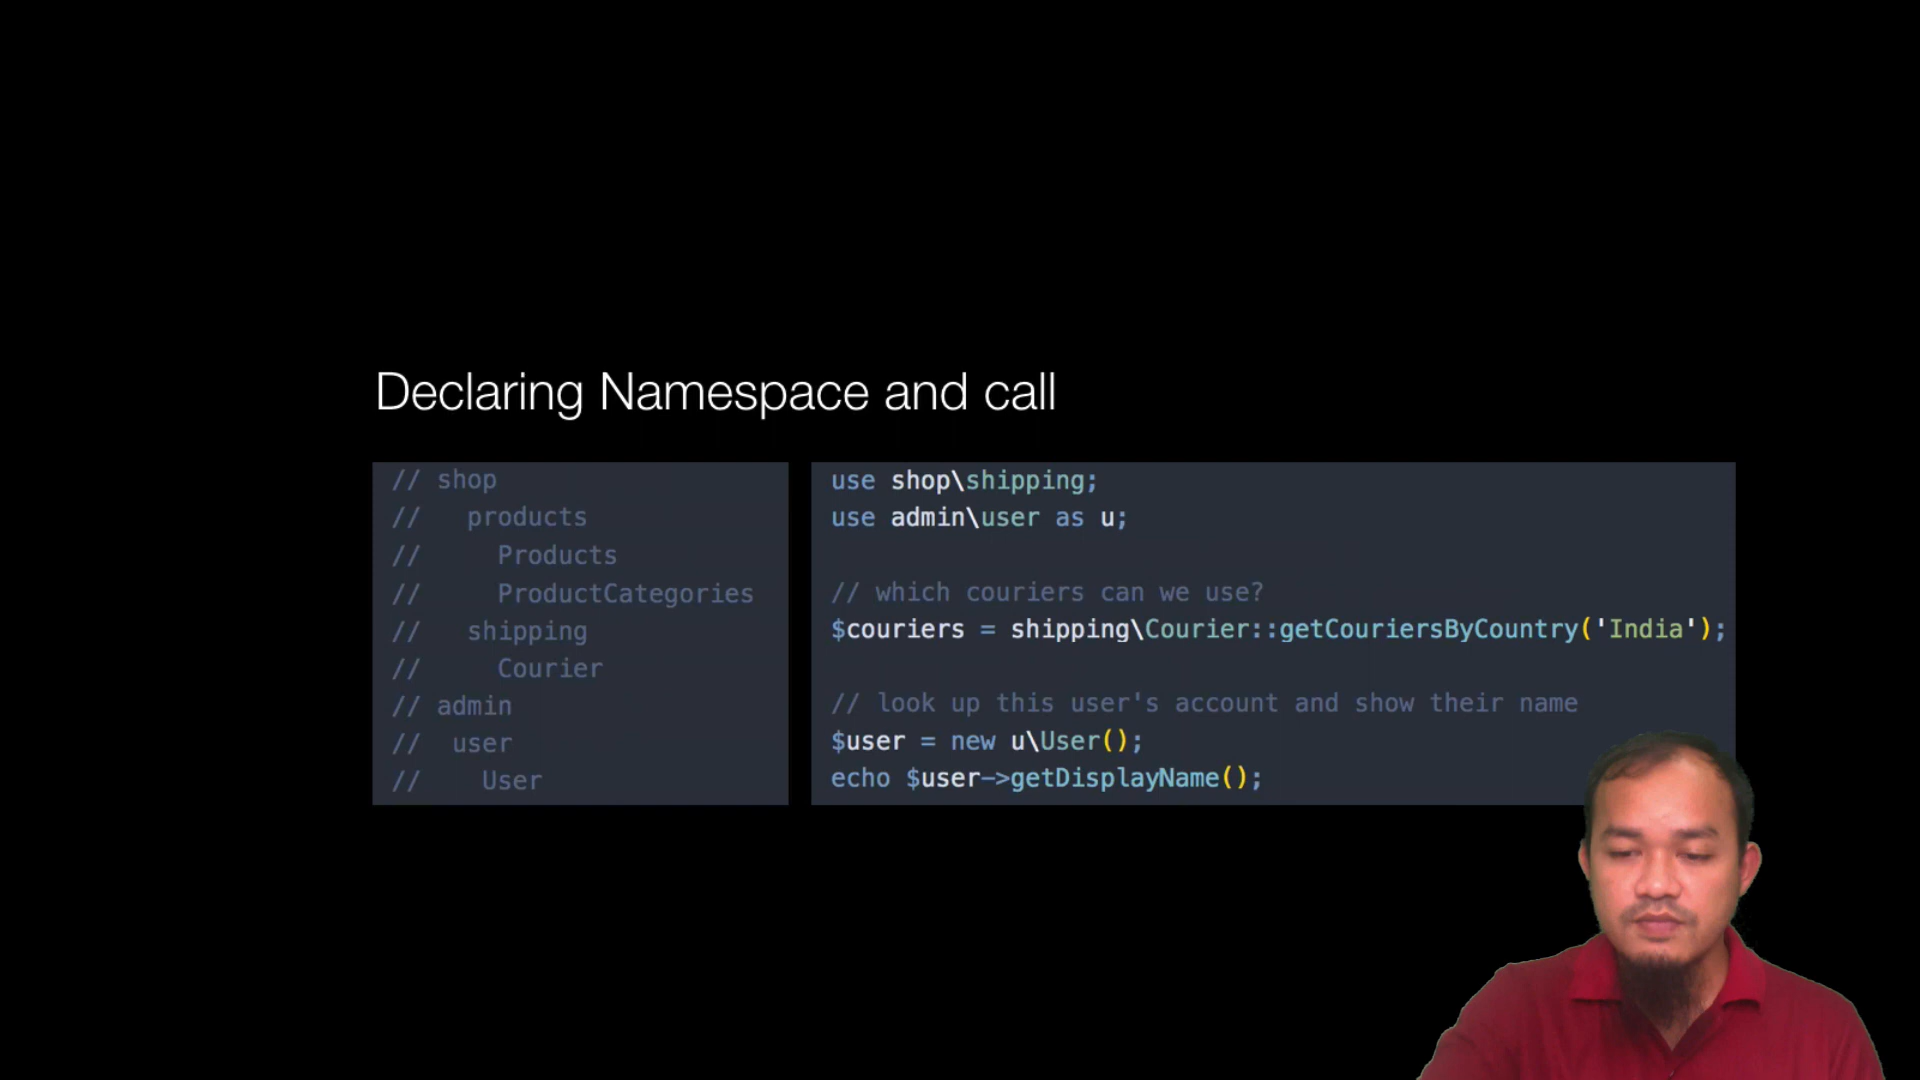 Declaring Namespace and call
// shop
//   products
//     Products
//     ProductCategories
//   shipping
//     Courier
// admin
//  user
//    User
use shop\shipping;
use admin\user as u;
// which couriers can we use?
$couriers = shipping\Courier::getCouriersByCountry('India');
// look up this user's account and show their name
$user = new u\User();
echo $user->getDisplayName();